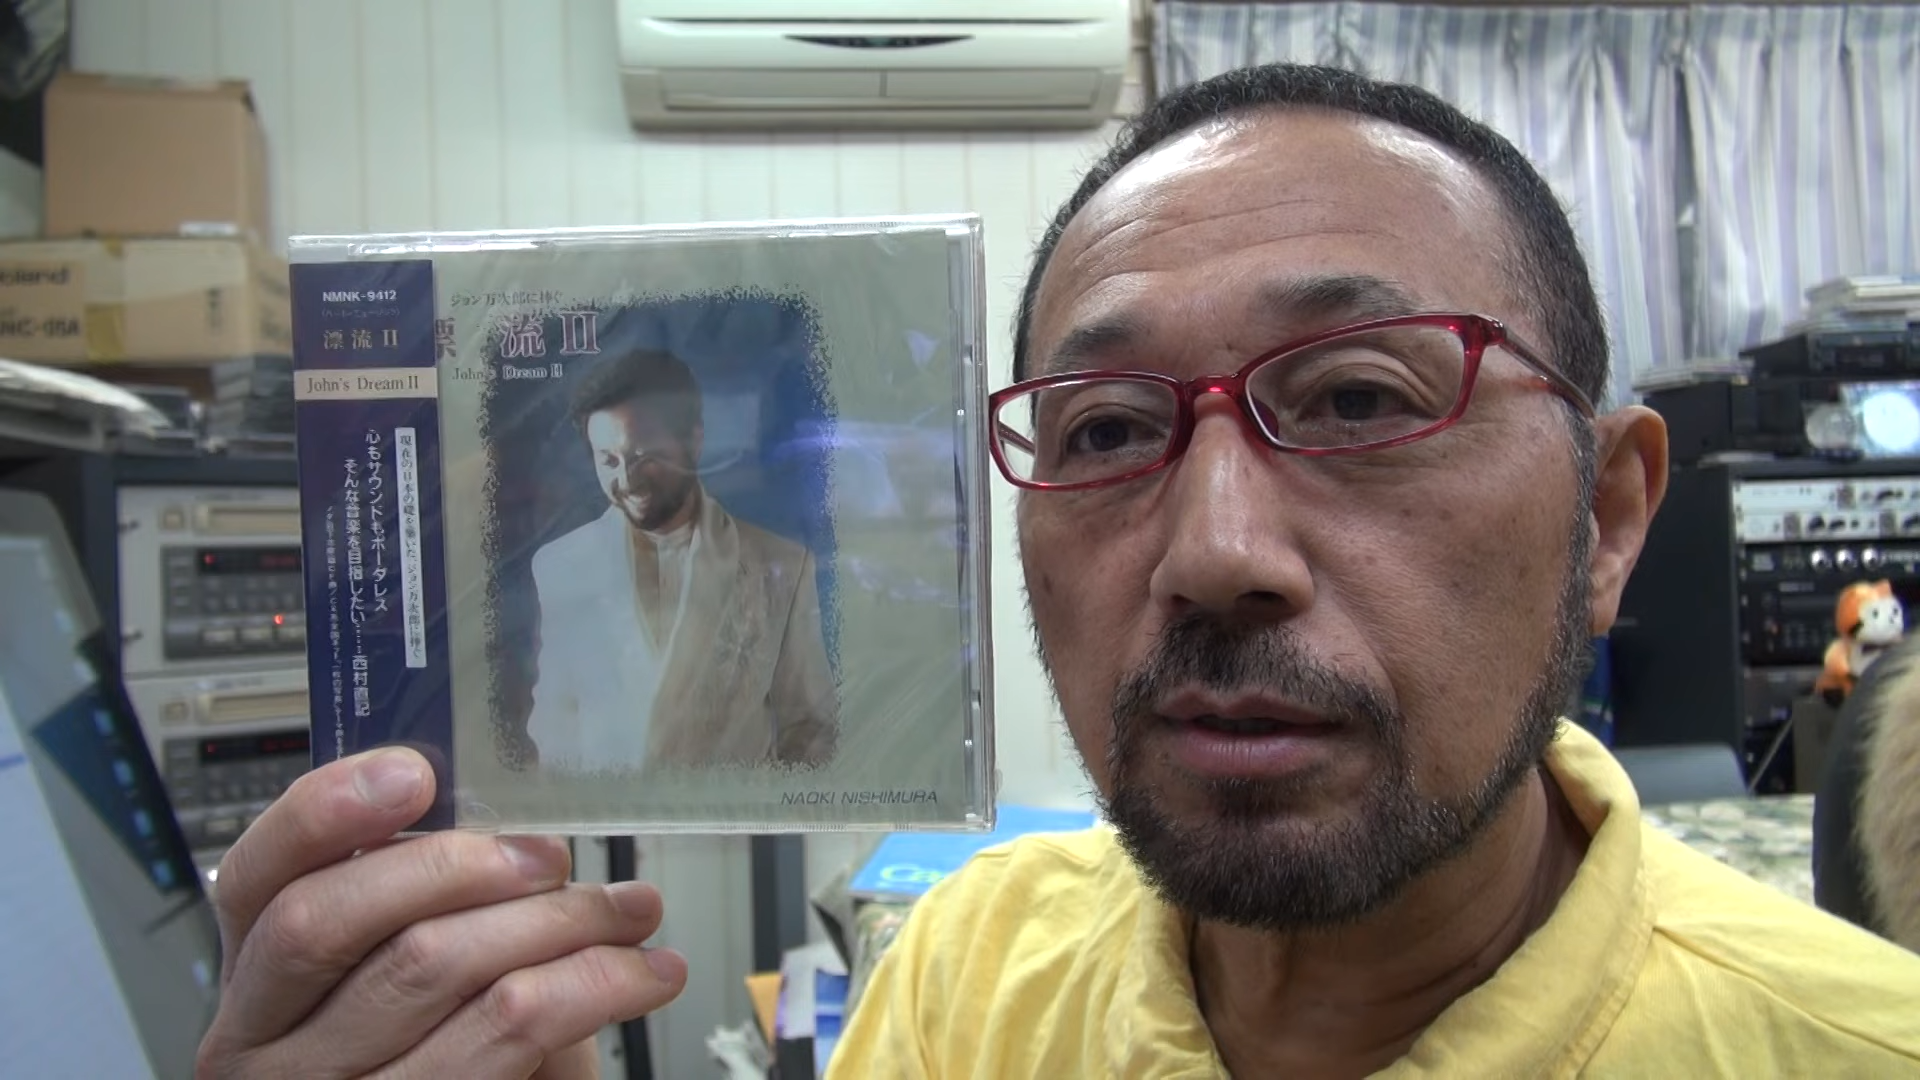 Roland
NMNK-9412
漂流 II
John's Dream II
現在の日本の礎を築いた、ジョン万次郎に捧ぐ
心もサウンドもボーダレス
そんな音楽を目指したい……西村直記
ジョン万次郎に捧ぐ
漂流 II
John's Dream II
NAOKI NISHIMURA